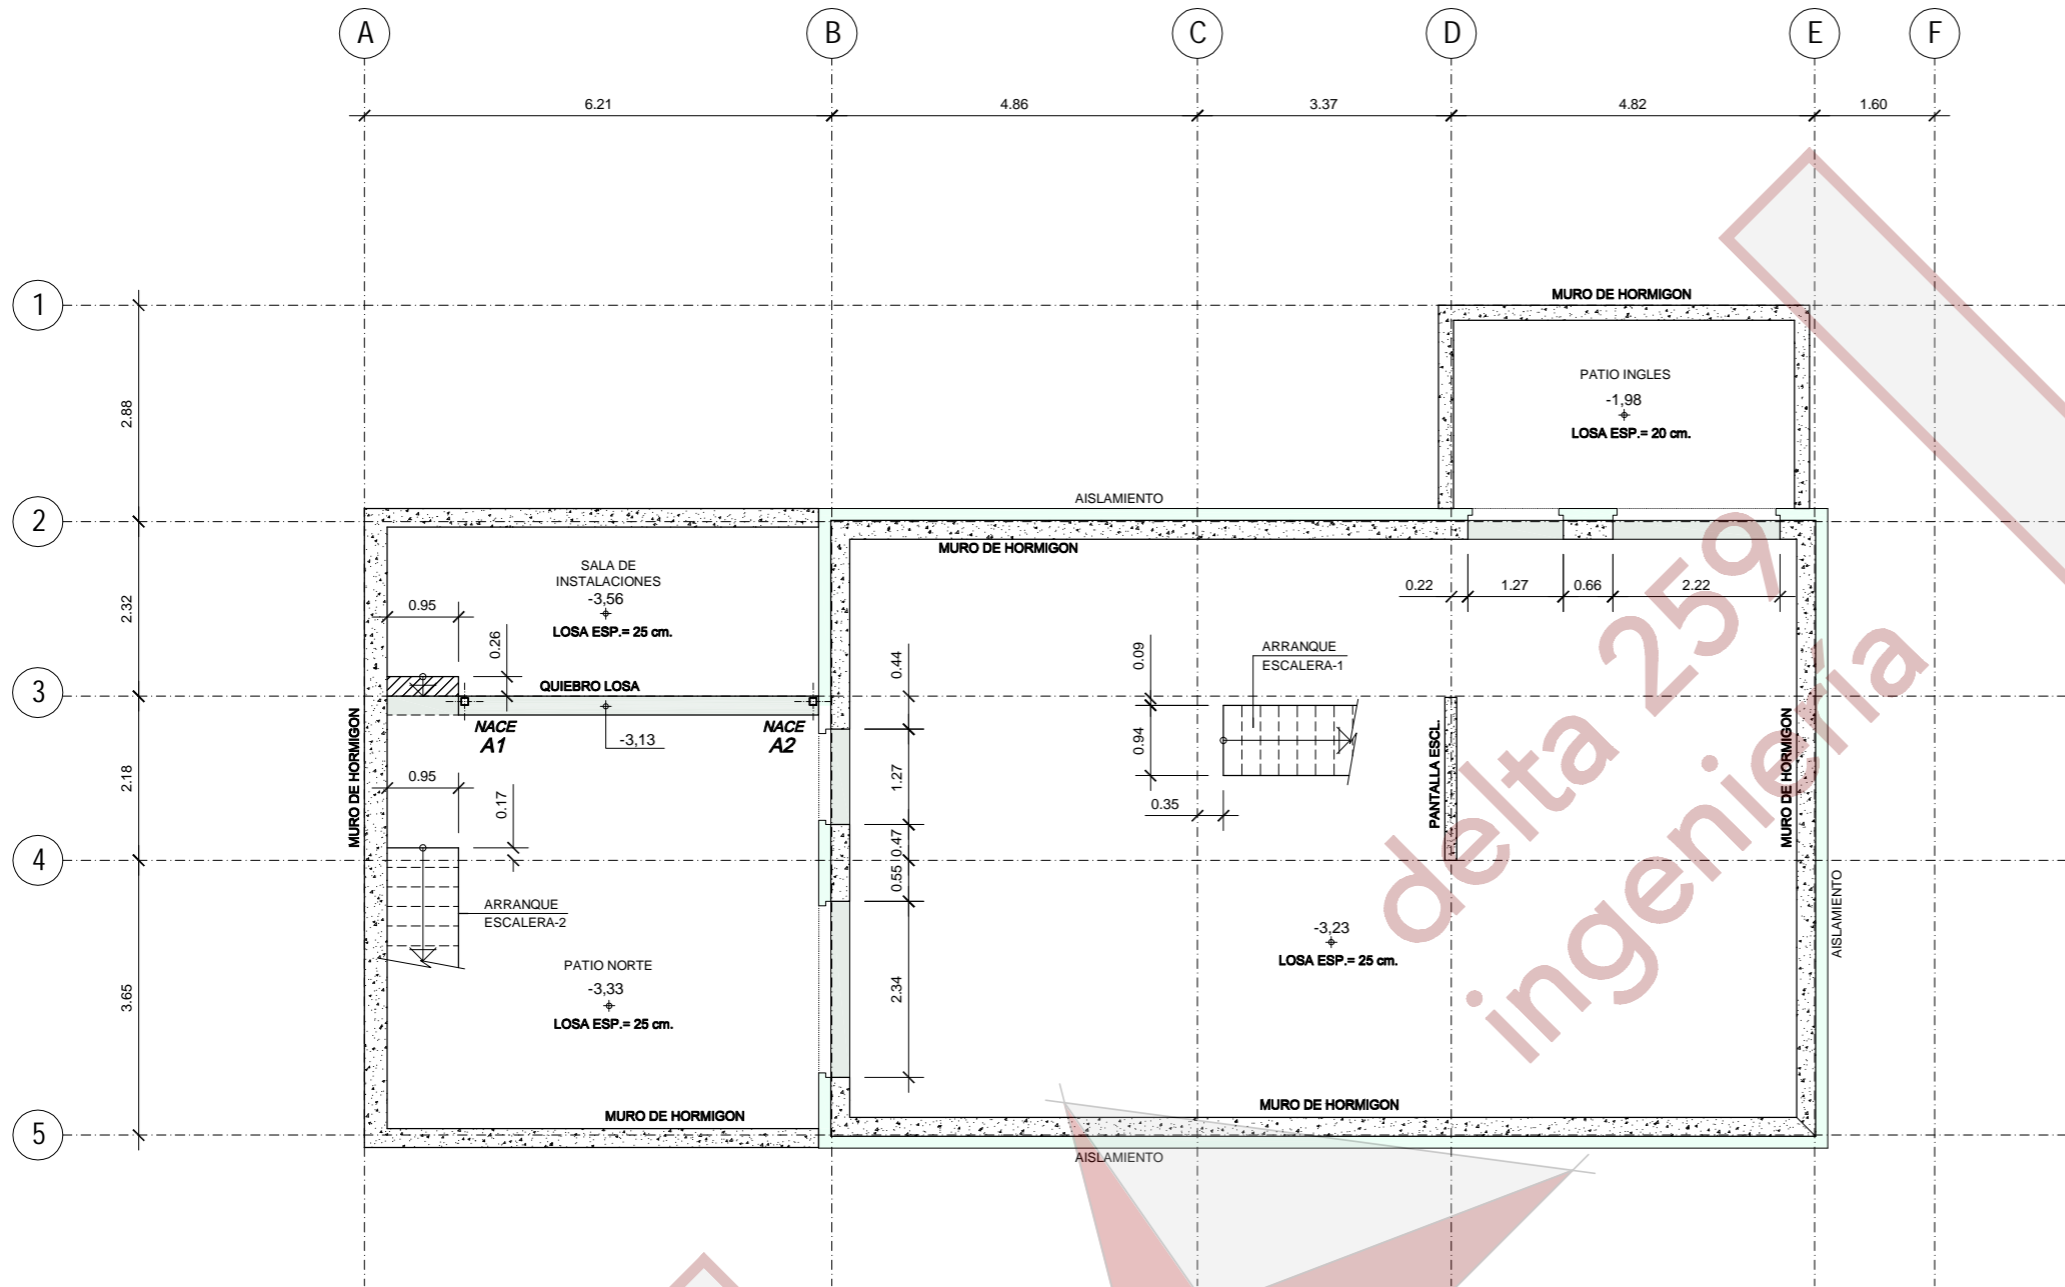 A
B
C
D
E
F
6.21
4.86
3.37
4.82
1.60
1
2
3
4
5
2.88
2.32
2.18
3.65
MURO DE HORMIGON
PATIO INGLES
-1,98
LOSA ESP.= 20 cm.
AISLAMIENTO
MURO DE HORMIGON
SALA DE
INSTALACIONES
-3,56
LOSA ESP.= 25 cm.
0.95
0.26
QUIEBRO LOSA
NACE
A1
NACE
A2
-3,13
MURO DE HORMIGON
0.95
0.17
ARRANQUE
ESCALERA-2
PATIO NORTE
-3,33
LOSA ESP.= 25 cm.
MURO DE HORMIGON
0.44
1.27
0.47
0.55
2.34
0.09
0.94
0.35
ARRANQUE
ESCALERA-1
0.22
1.27
0.66
2.22
PANTALLA ESCL.
MURO DE HORMIGON
AISLAMIENTO
-3,23
LOSA ESP.= 25 cm.
MURO DE HORMIGON
AISLAMIENTO
delta 259
ingeniería